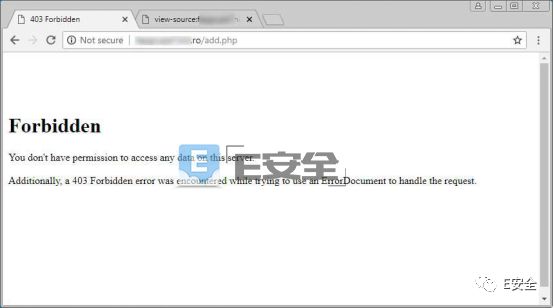 403 Forbidden
view-source:
Not secure
.ro/add.php
Forbidden
You don't have permission to access any data on this server.
Additionally, a 403 Forbidden error was encountered while trying to use an ErrorDocument to handle the request.
E
E安全
E安全